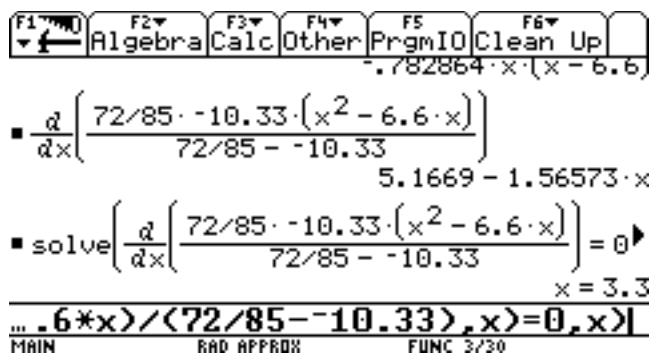 F1 F2 F3 F4 F5 F6
Algebra Calc Other PrgmIO Clean Up
-.782864·x·(x - 6.6)
d/dx(72/85·-10.33·(x²-6.6·x)/72/85 - -10.33)
5.1669 - 1.56573·x
solve(d/dx(72/85·-10.33·(x²-6.6·x)/72/85 - -10.33) = 0
x = 3.3
… .6*x)/(72/85--10.33),x)=0,x)
MAIN RAD APPROX FUNC 3/30